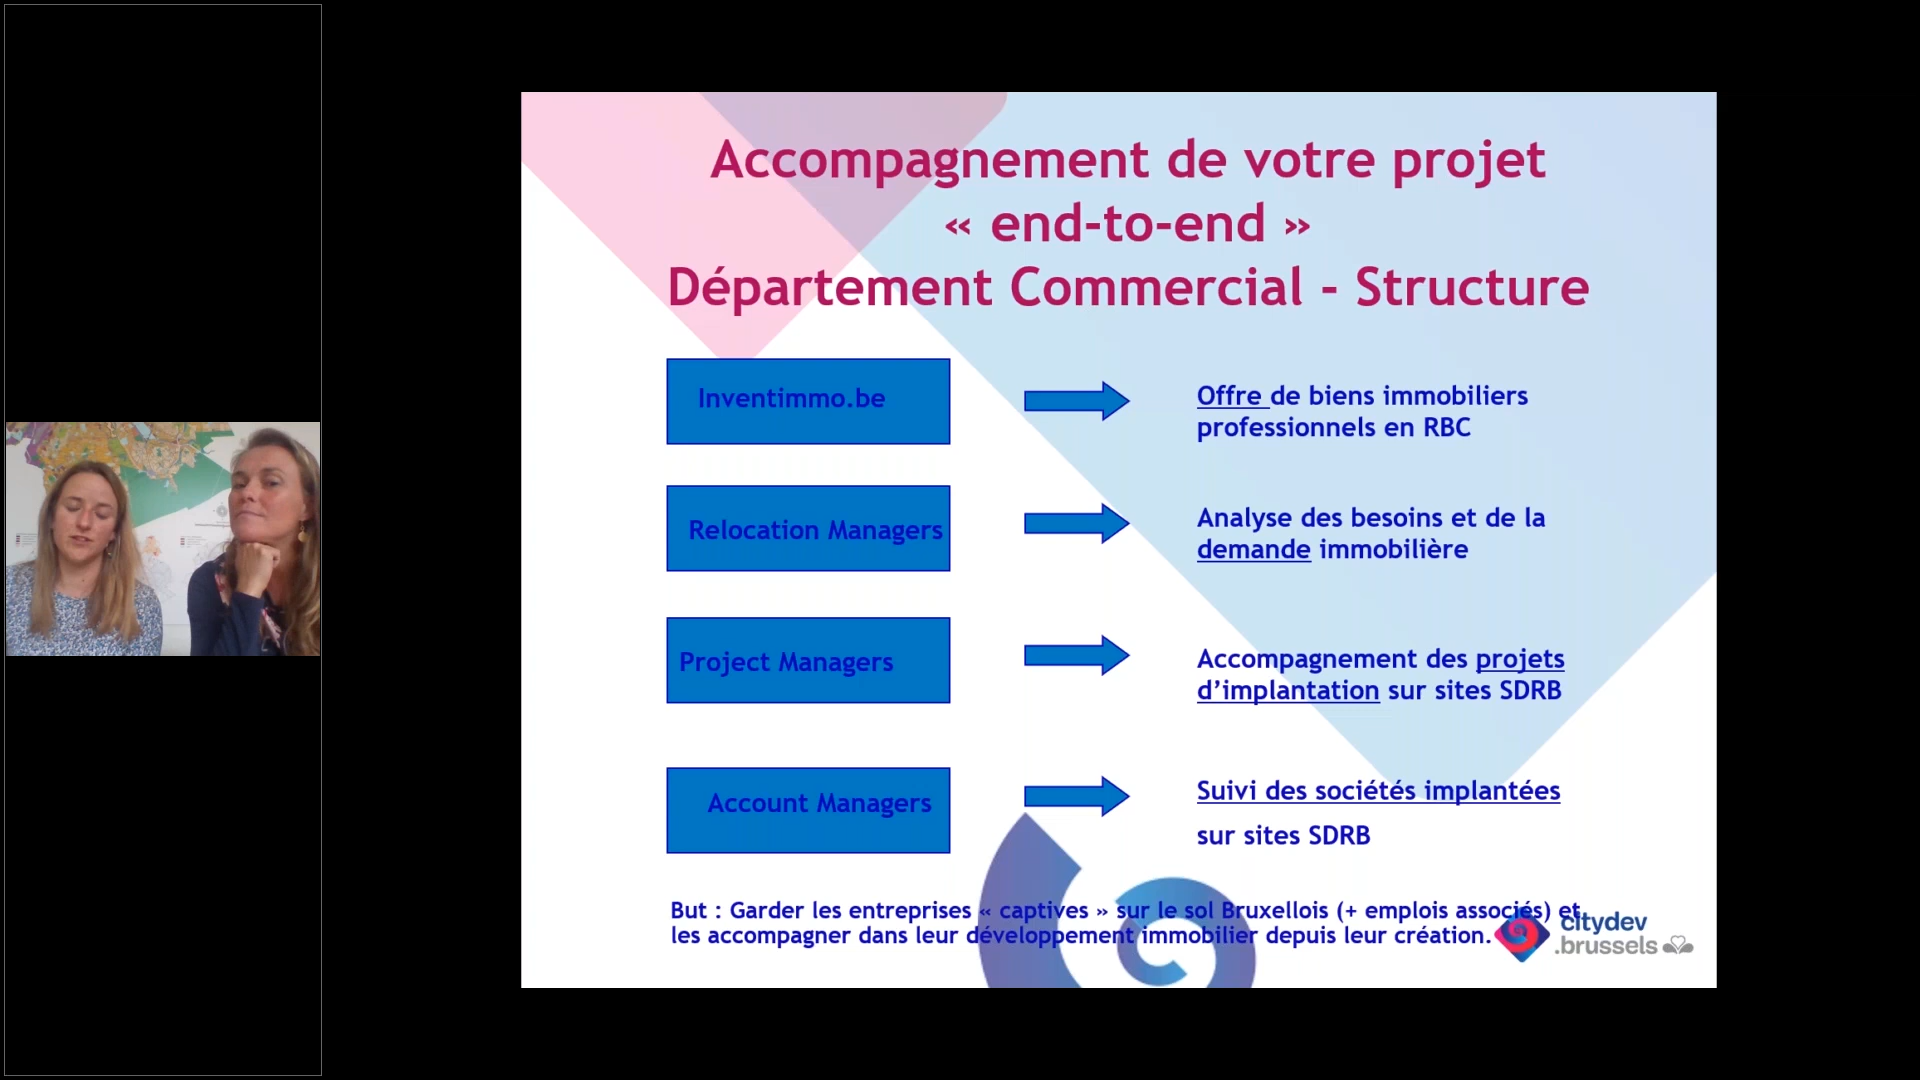 Accompagnement de votre projet
« end-to-end »
Département Commercial - Structure
Inventimmo.be
Offre de biens immobiliers
professionnels en RBC
Relocation Managers
Analyse des besoins et de la
demande immobilière
Project Managers
Accompagnement des projets
d’implantation sur sites SDRB
Account Managers
Suivi des sociétés implantées
sur sites SDRB
But : Garder les entreprises « captives » sur le sol Bruxellois (+ emplois associés) et
les accompagner dans leur développement immobilier depuis leur création.
citydev
.brussels